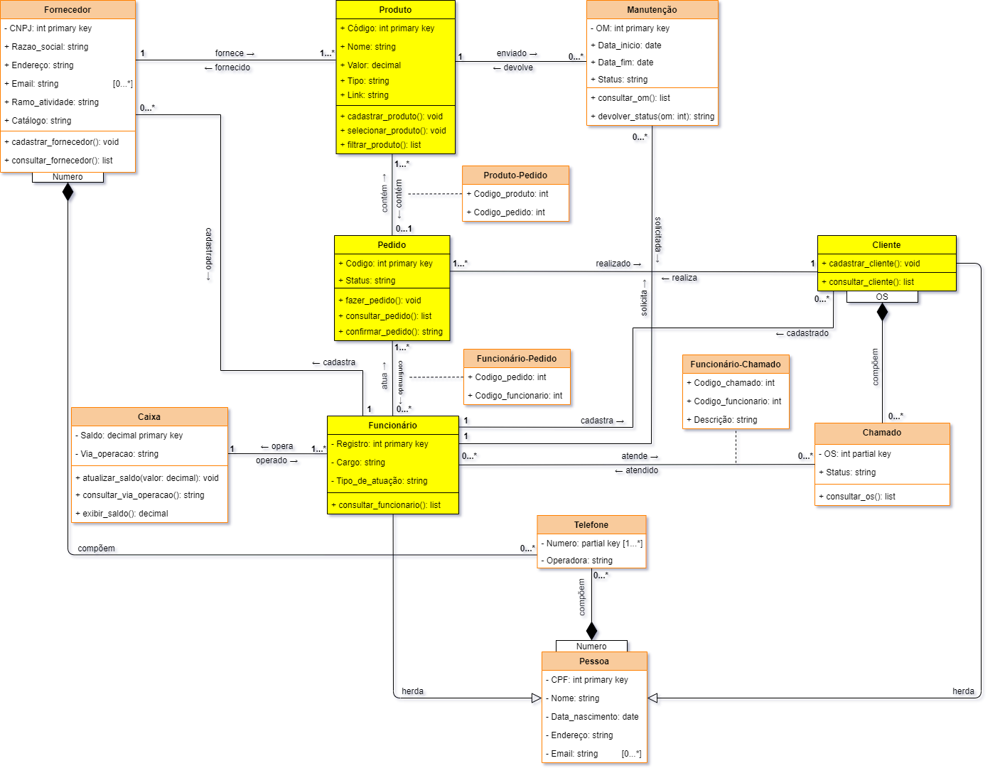 Fornecedor
- CNPJ: int primary key
+ Razao_social: string
+ Endereço: string
+ Email: string [0...*]
+ Ramo_atividade: string
+ Catálogo: string
+ cadastrar_fornecedor(): void
+ consultar_fornecedor(): list
Numero
1
fornece →
1...*
← fornecido
0...*
Produto
+ Código: int primary key
+ Nome: string
+ Valor: decimal
+ Tipo: string
+ Link: string
+ cadastrar_produto(): void
+ selecionar_produto(): void
+ filtrar_produto(): list
1
enviado →
0...*
← devolve
Manutenção
- OM: int primary key
+ Data_inicio: date
+ Data_fim: date
+ Status: string
+ consultar_om(): list
+ devolver_status(om: int): string
0...*
1...*
contém →
← contém
0...1
Produto-Pedido
+ Codigo_produto: int
+ Codigo_pedido: int
cadastrado →
solicitada →
solicita →
Pedido
+ Codigo: int primary key
+ Status: string
+ fazer_pedido(): void
+ consultar_pedido(): list
+ confirmar_pedido(): string
1...*
realizado →
← realiza
1
Cliente
+ cadastrar_cliente(): void
+ consultar_cliente(): list
OS
0...*
← cadastrado
compõem
0...*
← cadastra
1
1...*
atua →
← confirmado
0...*
Funcionário-Pedido
+ Codigo_pedido: int
+ Codigo_funcionario: int
Funcionário-Chamado
+ Codigo_chamado: int
+ Codigo_funcionario: int
+ Descrição: string
Caixa
- Saldo: decimal primary key
- Via_operacao: string
+ atualizar_saldo(valor: decimal): void
+ consultar_via_operacao(): string
+ exibir_saldo(): decimal
1
← opera
1...*
operado →
Funcionário
- Registro: int primary key
- Cargo: string
- Tipo_de_atuação: string
+ consultar_funcionario(): list
1
cadastra →
1
0...*
atende →
0...*
← atendido
Chamado
- OS: int partial key
+ Status: string
+ consultar_os(): list
compõem
0...*
Telefone
- Numero: partial key [1...*]
- Operadora: string
0...*
compõem
Numero
Pessoa
- CPF: int primary key
- Nome: string
- Data_nascimento: date
- Endereço: string
- Email: string [0...*]
herda
herda